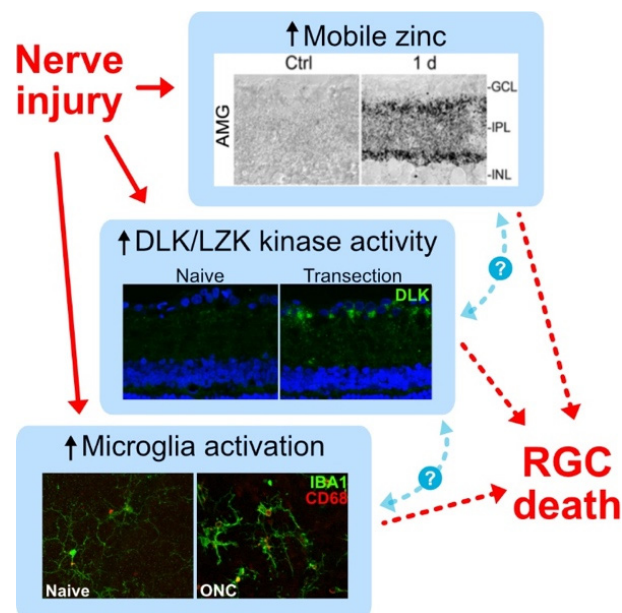 ↑Mobile zinc
Nerve
injury
Ctrl
1 d
AMG
-GCL
-IPL
-INL
↑DLK/LZK kinase activity
Naive
Transection
DLK
?
↑Microglia activation
IBA1
CD68
Naive
ONC
?
RGC
death